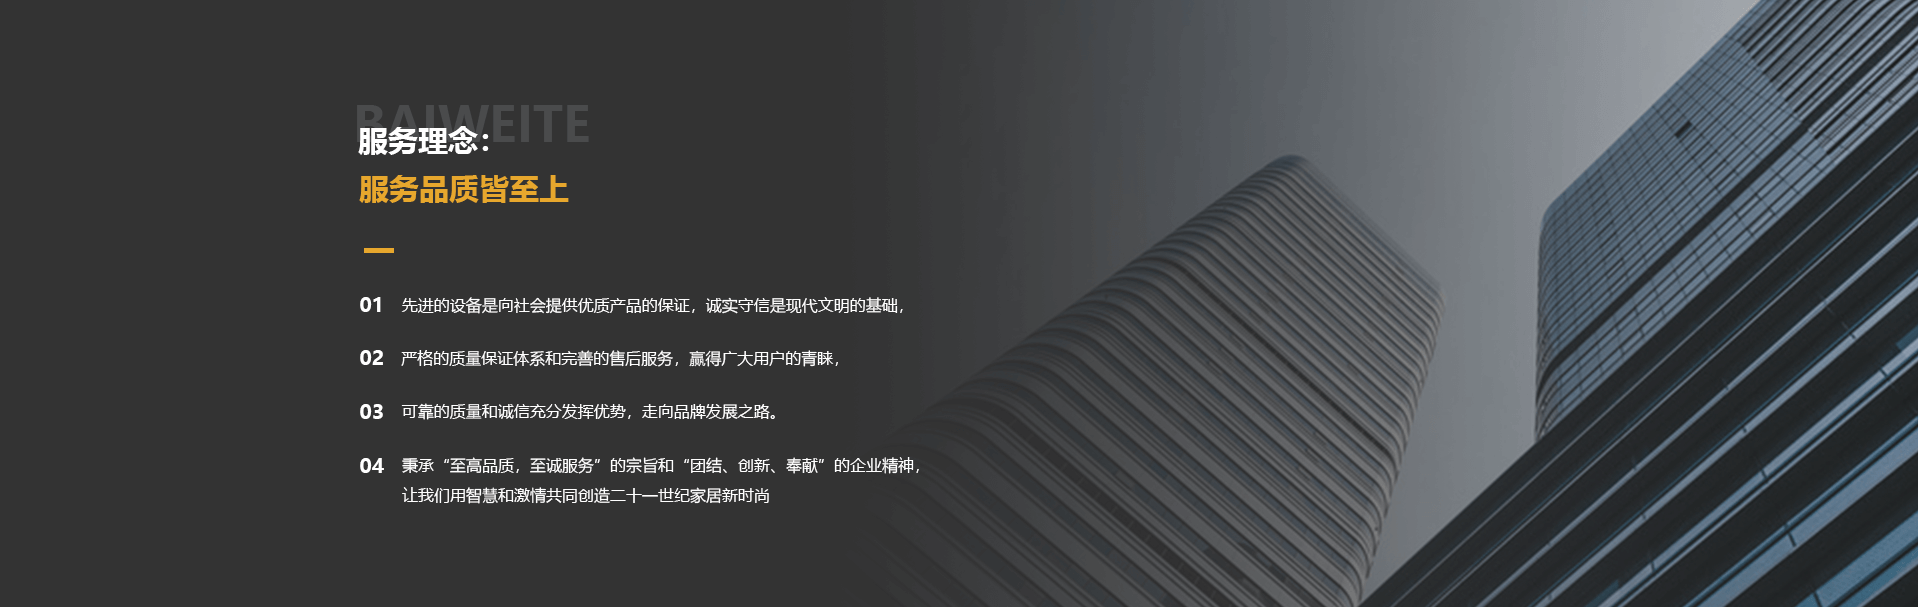 BAIWEITE
服务理念：
服务品质皆至上
01 先进的设备是向社会提供优质产品的保证，诚实守信是现代文明的基础，
02 严格的质量保证体系和完善的售后服务，赢得广大用户的青睐，
03 可靠的质量和诚信充分发挥优势，走向品牌发展之路。
04 秉承“至高品质，至诚服务”的宗旨和“团结、创新、奉献”的企业精神，
让我们用智慧和激情共同创造二十一世纪家居新时尚